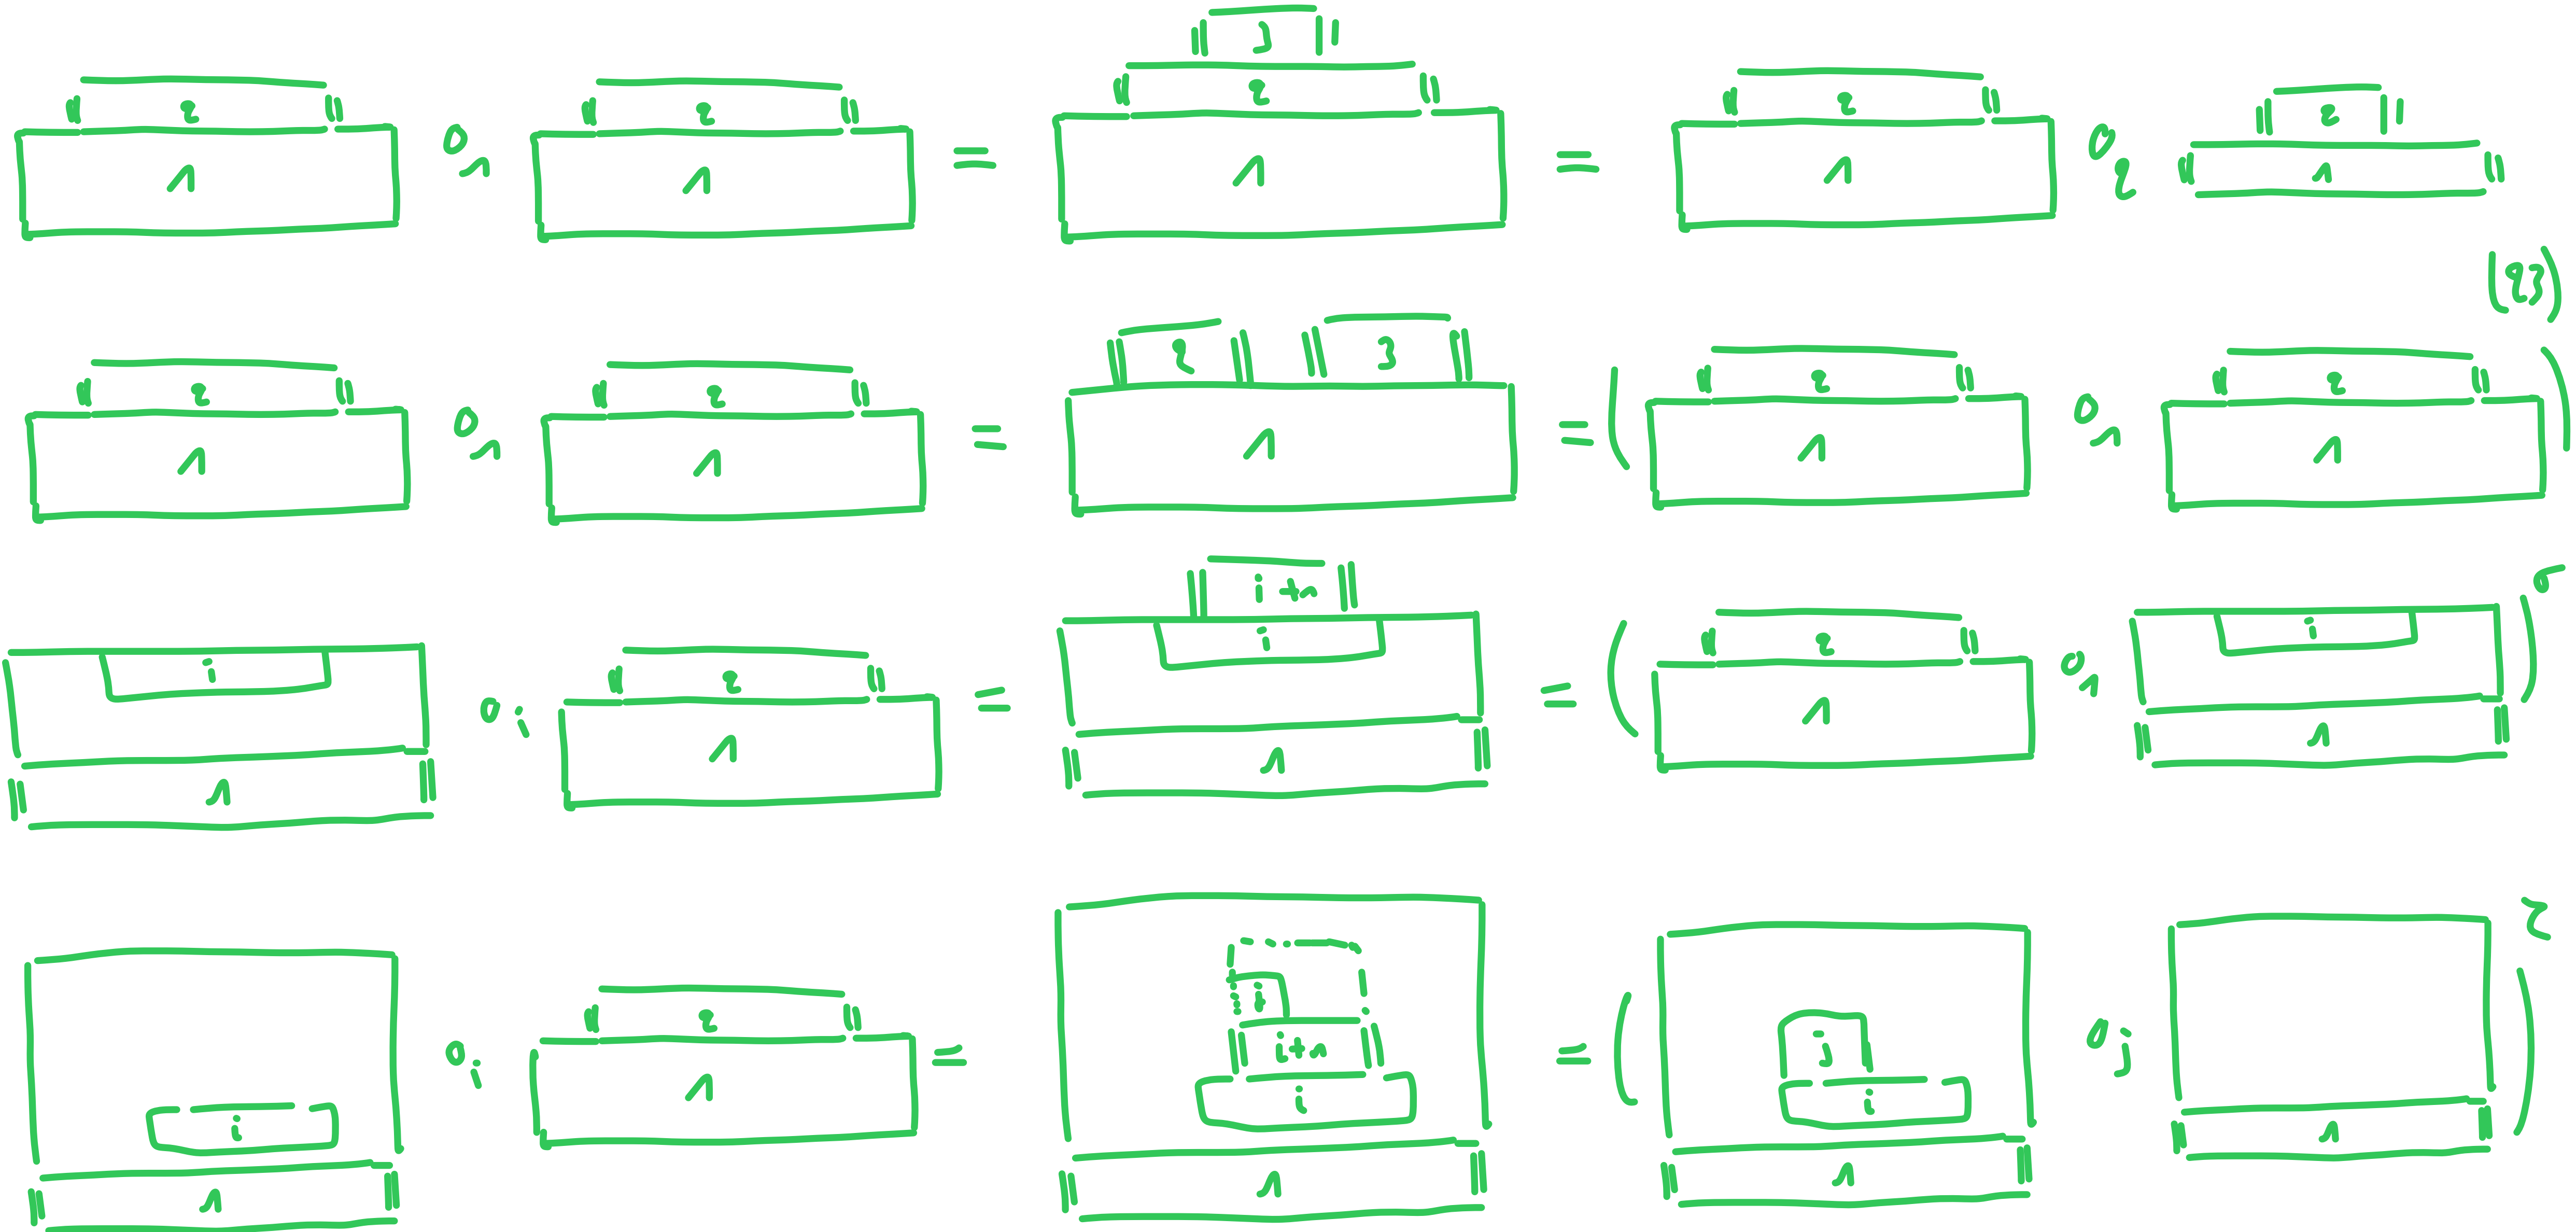 2 1 ∘₁ 2 1 = 3 2 1 = 2 1 ∘₂ 2 1
2 1 ∘₁ 2 1 = 2 3 1 = ( 2 1 ∘₁ 2 1 )^(23)
i 1 ∘ᵢ 2 1 = i+1 i 1 = ( 2 1 ∘₁ i 1 )^σ
i 1 ∘ᵢ 2 1 = i+1 i 1 = ( j i 1 ∘ⱼ 1 )^τ